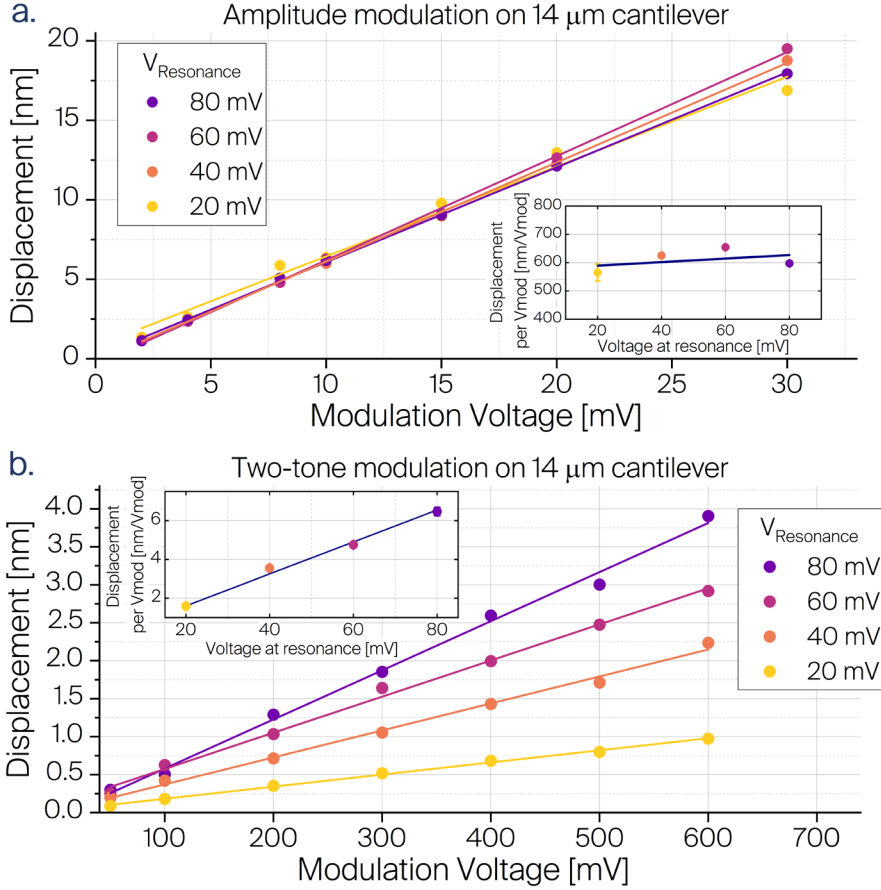 a.
Amplitude modulation on 14 μm cantilever
Displacement [nm]
20
15
10
5
0
V Resonance
80 mV
60 mV
40 mV
20 mV
Displacement
per Vmod [nm/Vmod]
800
700
600
500
400
20 40 60 80
Voltage at resonance [mV]
0 5 10 15 20 25 30
Modulation Voltage [mV]
b.
Two-tone modulation on 14 μm cantilever
Displacement [nm]
4.0
3.5
3.0
2.5
2.0
1.5
1.0
0.5
0.0
Displacement
per Vmod [nm/Vmod]
6
4
2
20 40 60 80
Voltage at resonance [mV]
V Resonance
80 mV
60 mV
40 mV
20 mV
100 200 300 400 500 600 700
Modulation Voltage [mV]